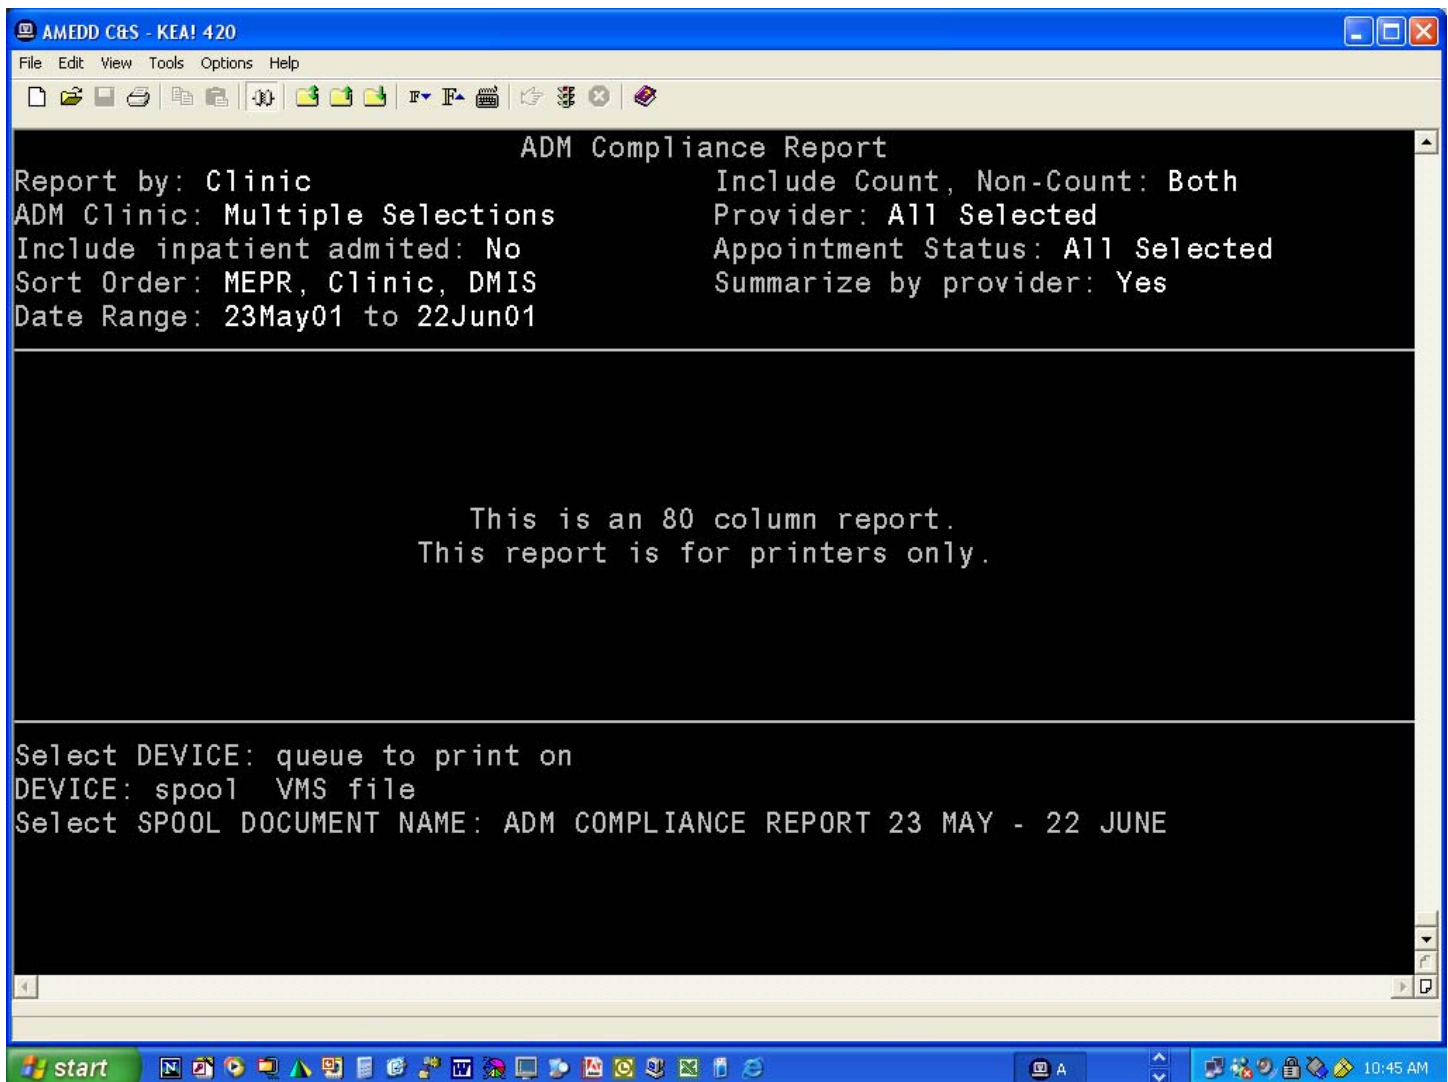 AMEDD C&S - KEA! 420
File Edit View Tools Options Help
ADM Compliance Report
Report by: Clinic Include Count, Non-Count: Both
ADM Clinic: Multiple Selections Provider: All Selected
Include inpatient admited: No Appointment Status: All Selected
Sort Order: MEPR, Clinic, DMIS Summarize by provider: Yes
Date Range: 23May01 to 22Jun01
This is an 80 column report.
This report is for printers only.
Select DEVICE: queue to print on
DEVICE: spool VMS file
Select SPOOL DOCUMENT NAME: ADM COMPLIANCE REPORT 23 MAY - 22 JUNE
start A 10:45 AM